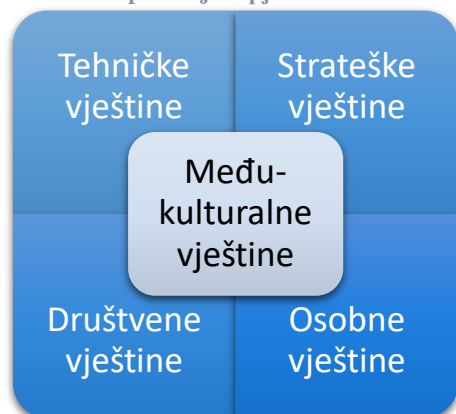 Tehničke
vještine
Strateške
vještine
Među-
kulturalne
vještine
Društvene
vještine
Osobne
vještine